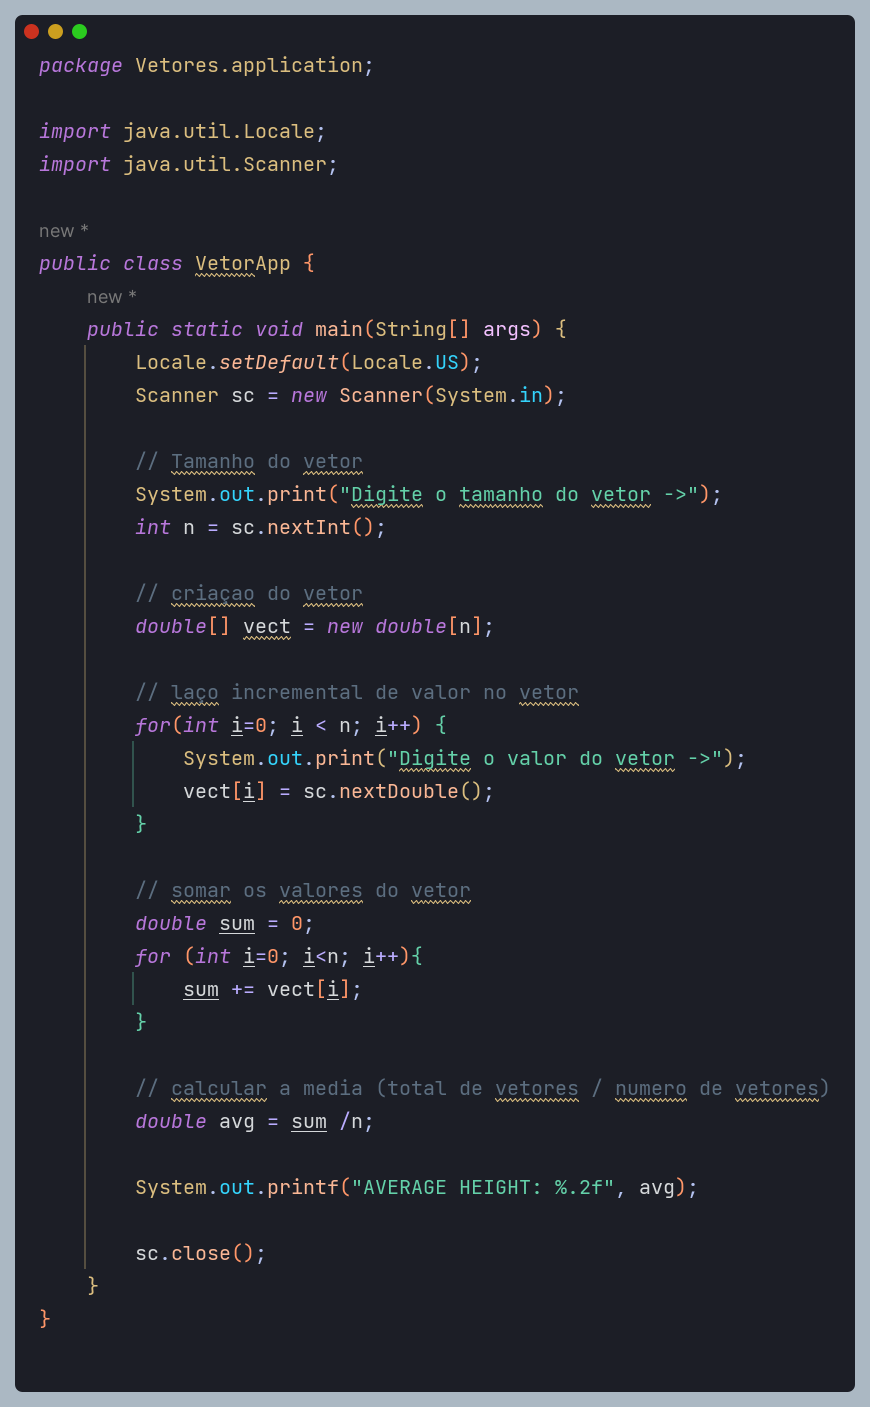 package Vetores.application;
import java.util.Locale;
import java.util.Scanner;
new *
public class VetorApp {
new *
public static void main(String[] args) {
Locale.setDefault(Locale.US);
Scanner sc = new Scanner(System.in);
// Tamanho do vetor
System.out.print("Digite o tamanho do vetor ->");
int n = sc.nextInt();
// criaçao do vetor
double[] vect = new double[n];
// laço incremental de valor no vetor
for(int i=0; i < n; i++) {
System.out.print("Digite o valor do vetor ->");
vect[i] = sc.nextDouble();
}
// somar os valores do vetor
double sum = 0;
for (int i=0; i<n; i++){
sum += vect[i];
}
// calcular a media (total de vetores / numero de vetores)
double avg = sum /n;
System.out.printf("AVERAGE HEIGHT: %.2f", avg);
sc.close();
}
}